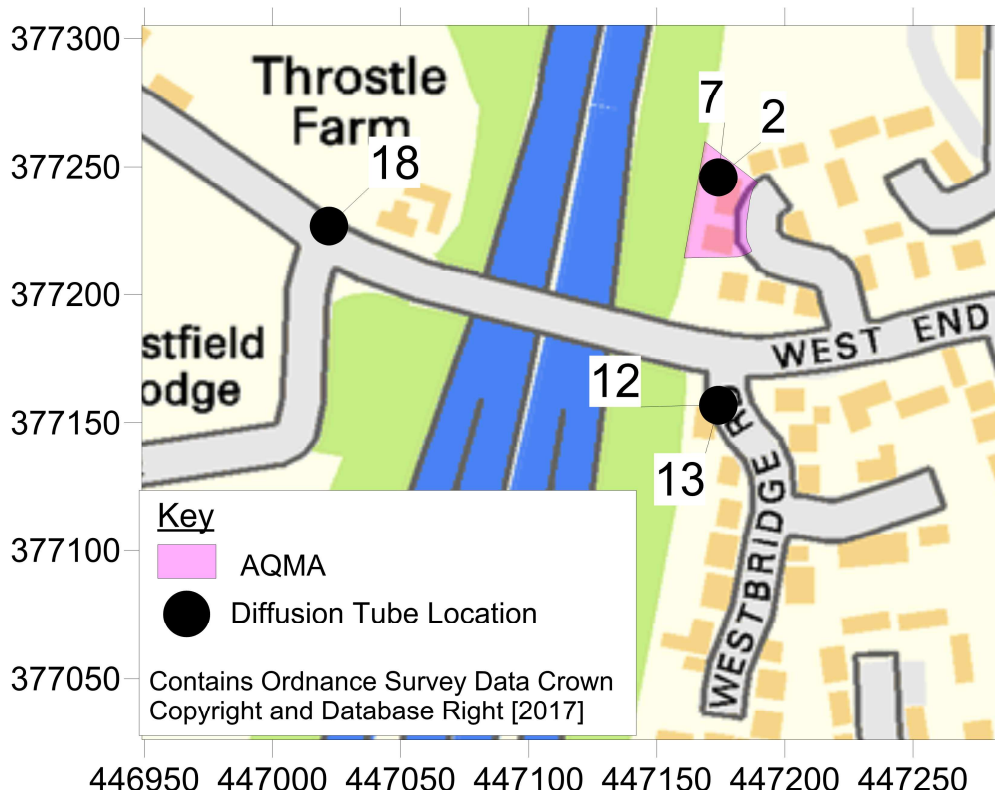 377300
377250
377200
377150
377100
377050
Throstle
Farm
18
7
2
stfield
odge
WEST END
12
13
WESTBRIDGE RD
Key
AQMA
Diffusion Tube Location
Contains Ordnance Survey Data Crown
Copyright and Database Right [2017]
446950 447000 447050 447100 447150 447200 447250